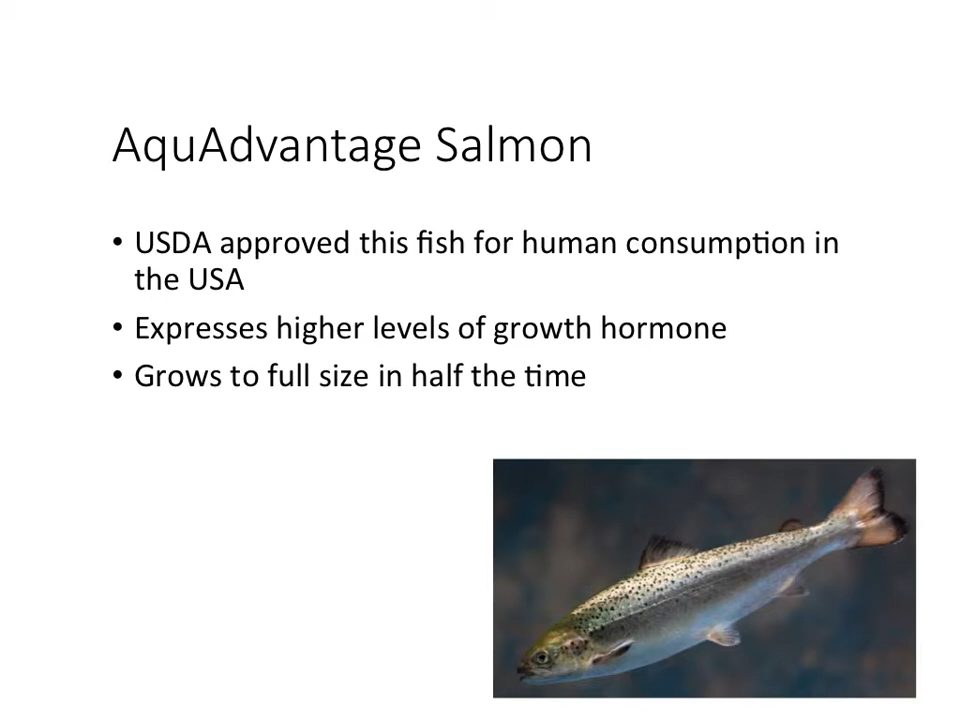 AquAdvantage Salmon
• USDA approved this fish for human consumption in
the USA
• Expresses higher levels of growth hormone
• Grows to full size in half the time